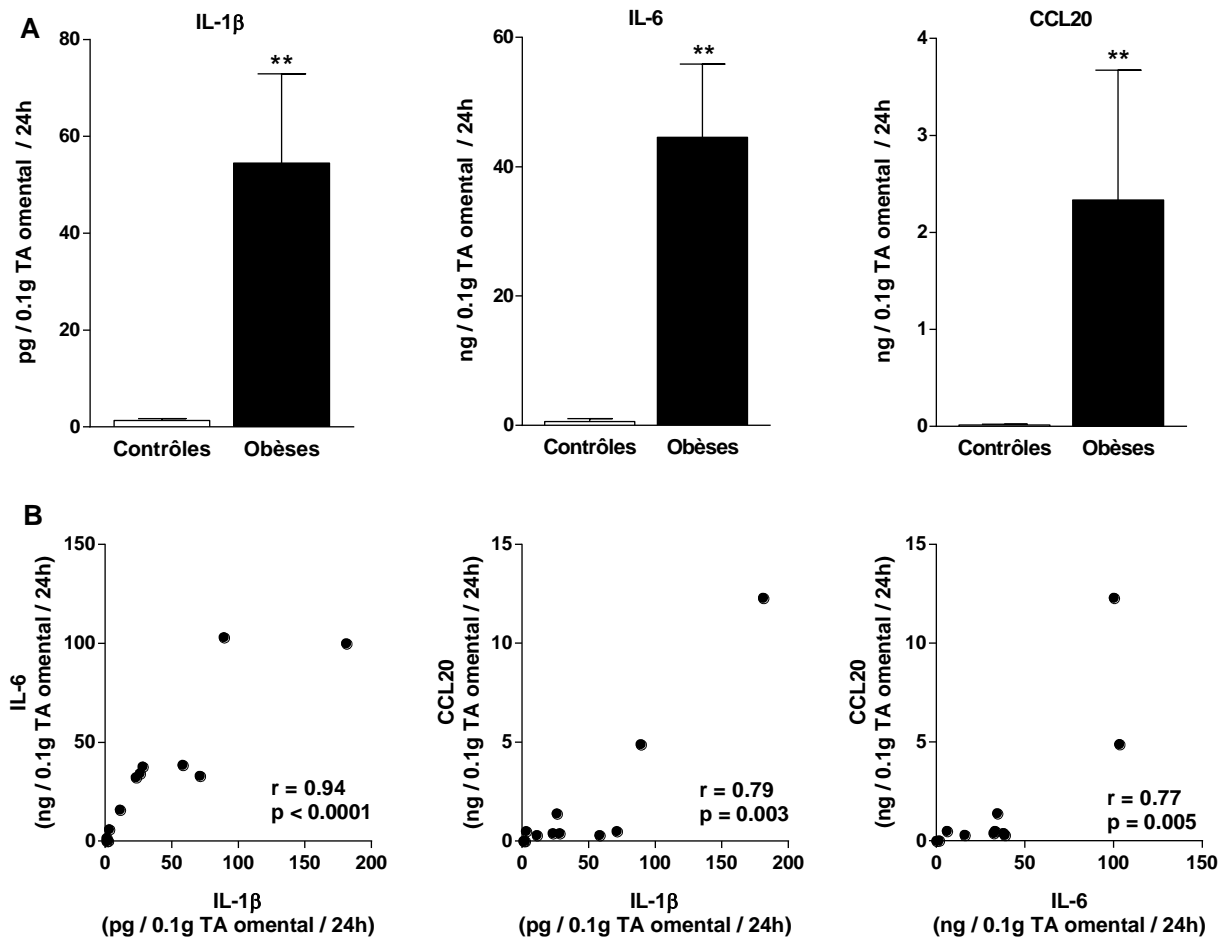 A
IL-1β
pg / 0.1g TA omental / 24h
80
60
40
20
0
**
Contrôles
Obèses
IL-6
ng / 0.1g TA omental / 24h
60
40
20
0
**
Contrôles
Obèses
CCL20
ng / 0.1g TA omental / 24h
4
3
2
1
0
**
Contrôles
Obèses
B
IL-6
(ng / 0.1g TA omental / 24h)
150
100
50
0
r = 0.94
p < 0.0001
0 50 100 150 200
IL-1β
(pg / 0.1g TA omental / 24h)
CCL20
(ng / 0.1g TA omental / 24h)
15
10
5
0
r = 0.79
p = 0.003
0 50 100 150 200
IL-1β
(pg / 0.1g TA omental / 24h)
CCL20
(ng / 0.1g TA omental / 24h)
15
10
5
0
r = 0.77
p = 0.005
0 50 100 150
IL-6
(ng / 0.1g TA omental / 24h)